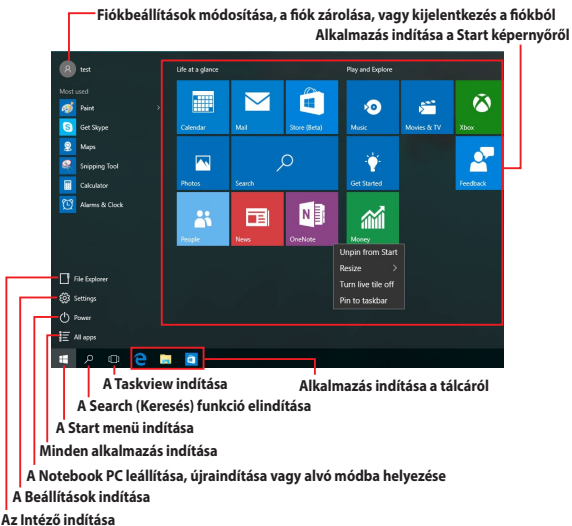 Fiókbeállítások módosítása, a fiók zárolása, vagy kijelentkezés a fiókból
Alkalmazás indítása a Start képernyőről
test
Life at a glance
Play and Explore
Most used
Paint
Get Skype
Maps
Snipping Tool
Calculator
Alarms & Clock
Calendar
Mail
Store (Beta)
Music
Movies & TV
Xbox
Photos
Search
Get Started
Feedback
People
News
OneNote
Money
Unpin from Start
Resize
Turn live tile off
Pin to taskbar
File Explorer
Settings
Power
All apps
A Taskview indítása
Alkalmazás indítása a tálcáról
A Search (Keresés) funkció elindítása
A Start menü indítása
Minden alkalmazás indítása
A Notebook PC leállítása, újraindítása vagy alvó módba helyezése
A Beállítások indítása
Az Intéző indítása